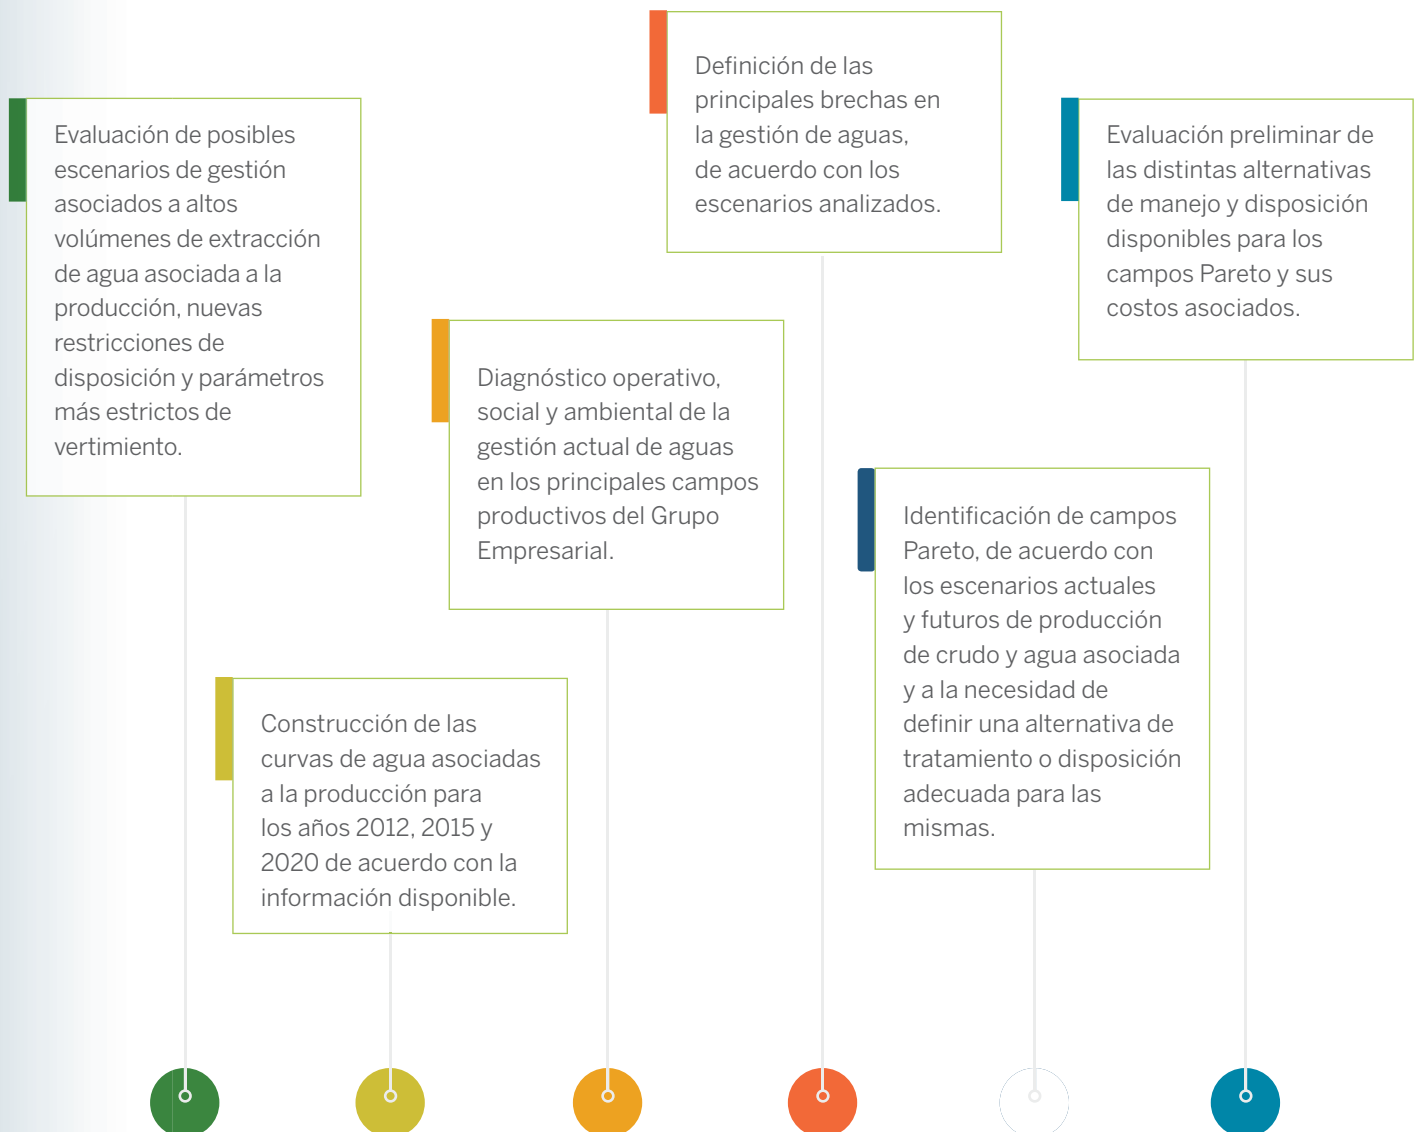 Evaluación de posibles
escenarios de gestión
asociados a altos
volúmenes de extracción
de agua asociada a la
producción, nuevas
restricciones de
disposición y parámetros
más estrictos de
vertimiento.
Construcción de las
curvas de agua asociadas
a la producción para
los años 2012, 2015 y
2020 de acuerdo con la
información disponible.
Diagnóstico operativo,
social y ambiental de la
gestión actual de aguas
en los principales campos
productivos del Grupo
Empresarial.
Definición de las
principales brechas en
la gestión de aguas,
de acuerdo con los
escenarios analizados.
Identificación de campos
Pareto, de acuerdo con
los escenarios actuales
y futuros de producción
de crudo y agua asociada
y a la necesidad de
definir una alternativa de
tratamiento o disposición
adecuada para las
mismas.
Evaluación preliminar de
las distintas alternativas
de manejo y disposición
disponibles para los
campos Pareto y sus
costos asociados.